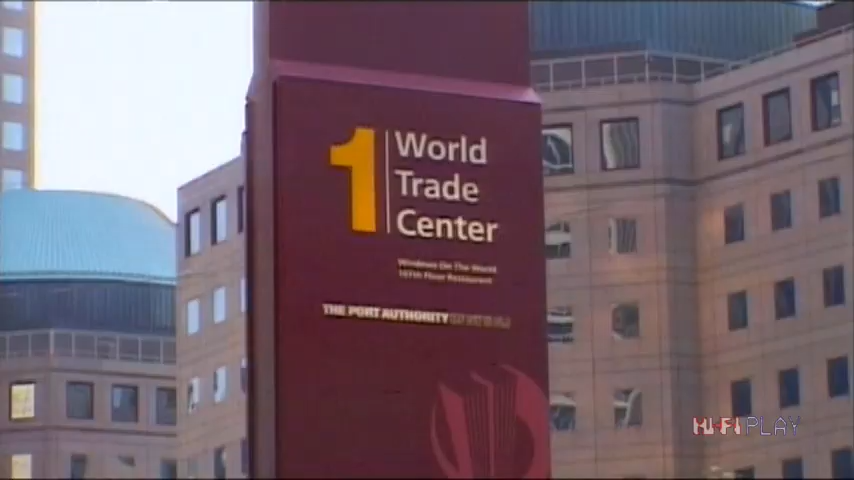 1 World
Trade
Center
Windows On The World
107th Floor Restaurant
THE PORT AUTHORITY
HI-FI PLAY